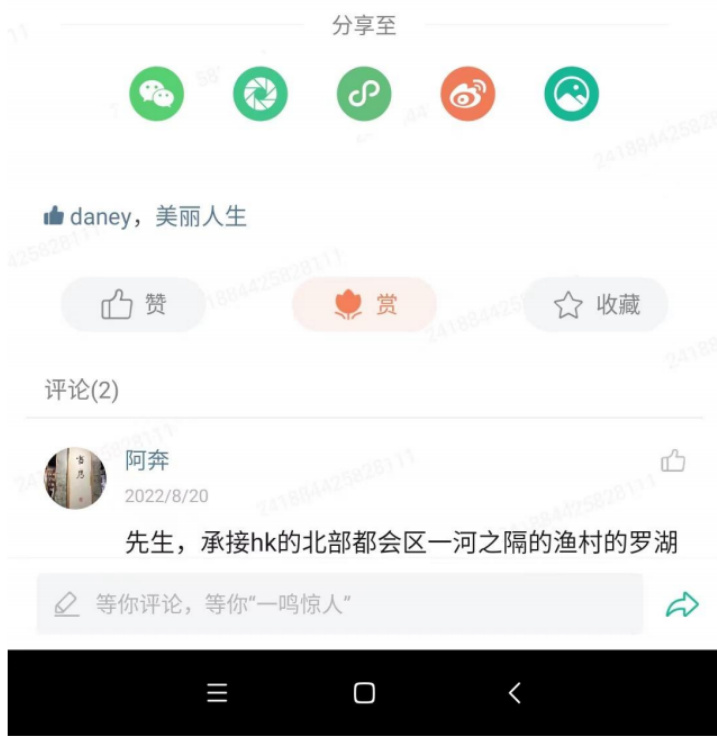 分享至
daney，美丽人生
赞
赏
收藏
评论(2)
阿奔
2022/8/20
先生，承接hk的北部都会区一河之隔的渔村的罗湖
等你评论，等你“一鸣惊人”